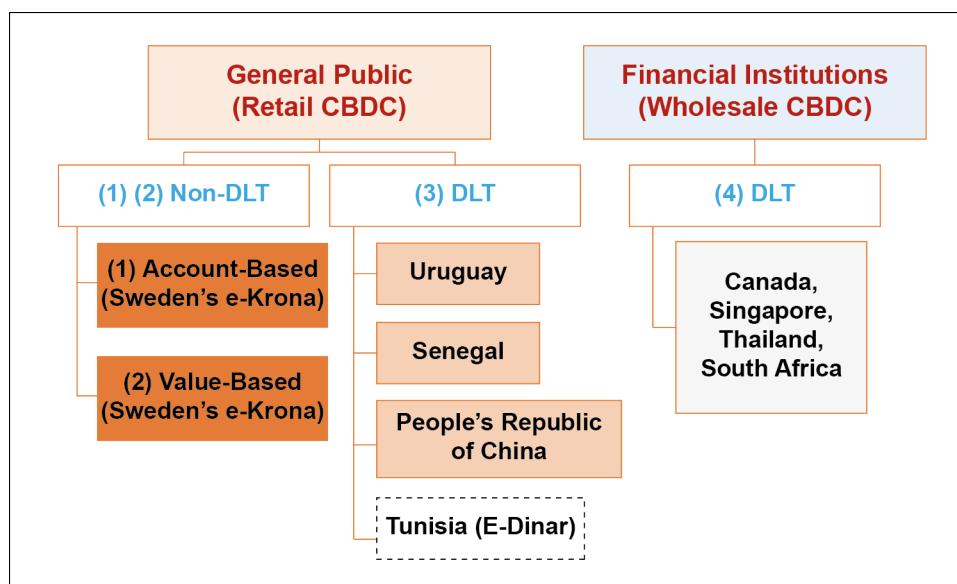 General Public
(Retail CBDC)
Financial Institutions
(Wholesale CBDC)
(1) (2) Non-DLT
(3) DLT
(4) DLT
(1) Account-Based
(Sweden’s e-Krona)
(2) Value-Based
(Sweden’s e-Krona)
Uruguay
Senegal
People’s Republic
of China
Tunisia (E-Dinar)
Canada,
Singapore,
Thailand,
South Africa